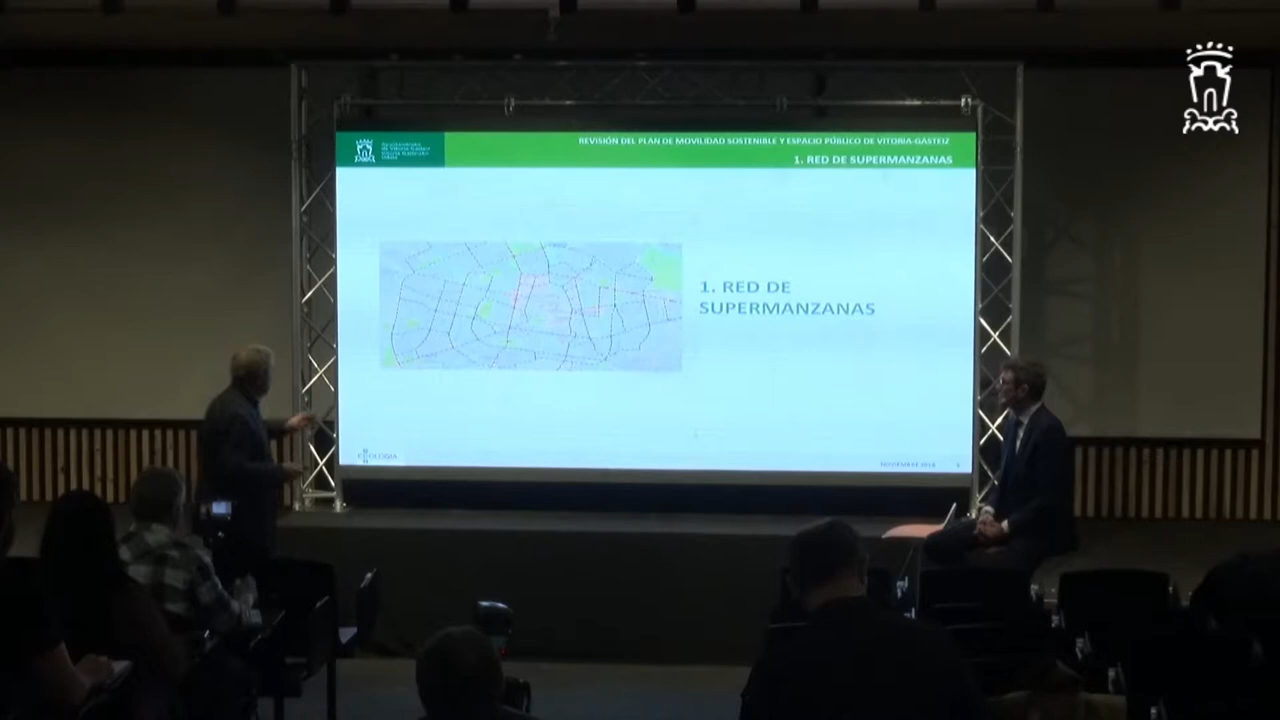 REVISIÓN DEL PLAN DE MOVILIDAD SOSTENIBLE Y ESPACIO PÚBLICO DE VITORIA-GASTEIZ
1. RED DE SUPERMANZANAS
1. RED DE
SUPERMANZANAS